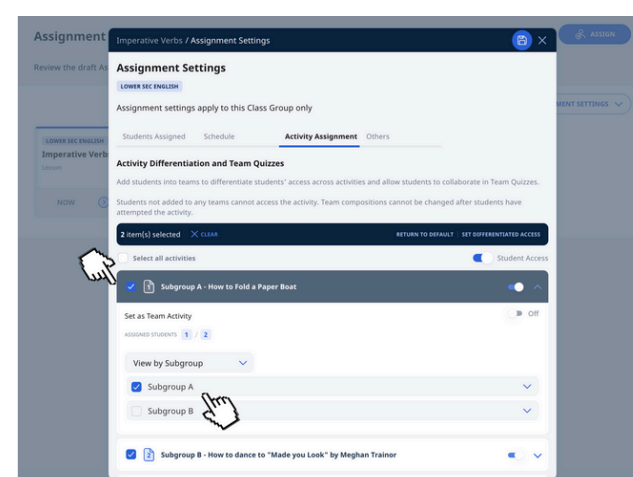 Assignment
ASSIGN
Imperative Verbs / Assignment Settings
Review the draft As
Assignment Settings
LOWER SEC ENGLISH
Assignment settings apply to this Class Group only
MENT SETTINGS
Students Assigned Schedule Activity Assignment Others
LOWER SEC ENGLISH
Imperative Verb
Lesson
NOW
Activity Differentiation and Team Quizzes
Add students into teams to differentiate students' access across activities and allow students to collaborate in Team Quizzes.
Students not added to any teams cannot access the activity. Team compositions cannot be changed after students have
attempted the activity.
2 item(s) selected CLEAR RETURN TO DEFAULT | SET DIFFERENTIATED ACCESS
Select all activities Student Access
1 Subgroup A - How to Fold a Paper Boat
Set as Team Activity Off
ASSIGNED STUDENTS 1 / 2
View by Subgroup
Subgroup A
Subgroup B
2 Subgroup B - How to dance to "Made you Look" by Meghan Trainor